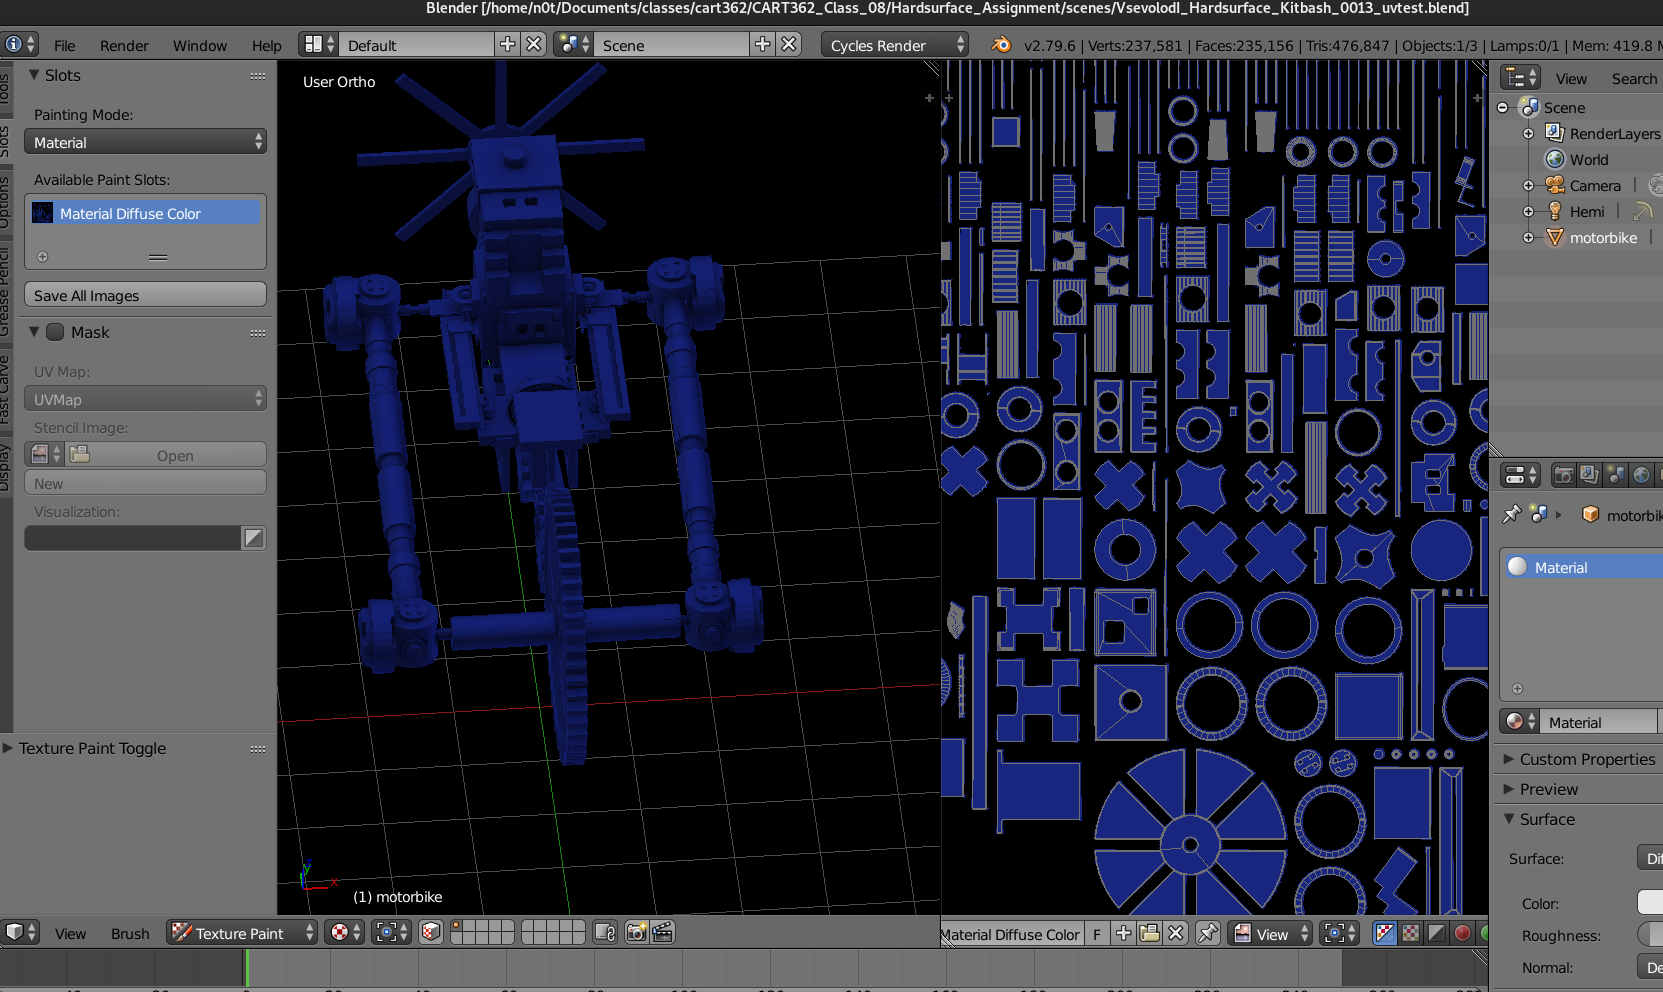 Blender [/home/n0t/Documents/classes/cart362/CART362_Class_08/Hardsurface_Assignment/scenes/VsevolodI_Hardsurface_Kitbash_0013_uvtest.blend]
File Render Window Help Default Scene Cycles Render v2.79.6 | Verts:237,581 | Faces:235,156 | Tris:476,847 | Objects:1/3 | Lamps:0/1 | Mem: 419.8
Tools
Slots
Options
Grease Pencil
Fast Carve
Display
Slots
Painting Mode:
Material
Available Paint Slots:
Material Diffuse Color
Save All Images
Mask
UV Map:
UVMap
Stencil Image:
Open
New
Visualization:
Texture Paint Toggle
User Ortho
y
x
(1) motorbike
View Brush Texture Paint
Material Diffuse Color F View
View Search
Scene
RenderLayers
World
Camera
Hemi
motorbike
motorbik
Material
Material
Custom Properties
Preview
Surface
Surface: Di
Color:
Roughness:
Normal: De